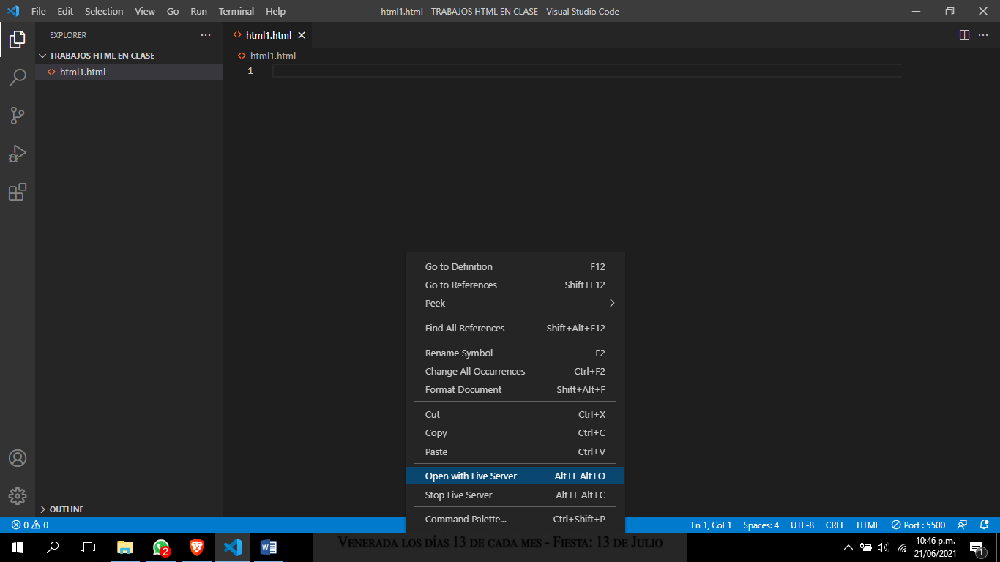 File Edit Selection View Go Run Terminal Help
html1.html - TRABAJOS HTML EN CLASE - Visual Studio Code
EXPLORER
TRABAJOS HTML EN CLASE
html1.html
OUTLINE
html1.html
html1.html
1
Go to Definition F12
Go to References Shift+F12
Peek
Find All References Shift+Alt+F12
Rename Symbol F2
Change All Occurrences Ctrl+F2
Format Document Shift+Alt+F
Cut Ctrl+X
Copy Ctrl+C
Paste Ctrl+V
Open with Live Server Alt+L Alt+O
Stop Live Server Alt+L Alt+C
Command Palette... Ctrl+Shift+P
0 0
Ln 1, Col 1 Spaces: 4 UTF-8 CRLF HTML Port : 5500
2
W
Venerada los días 13 de cada mes - Fiesta: 13 de Julio
10:46 p.m.
21/06/2021
1